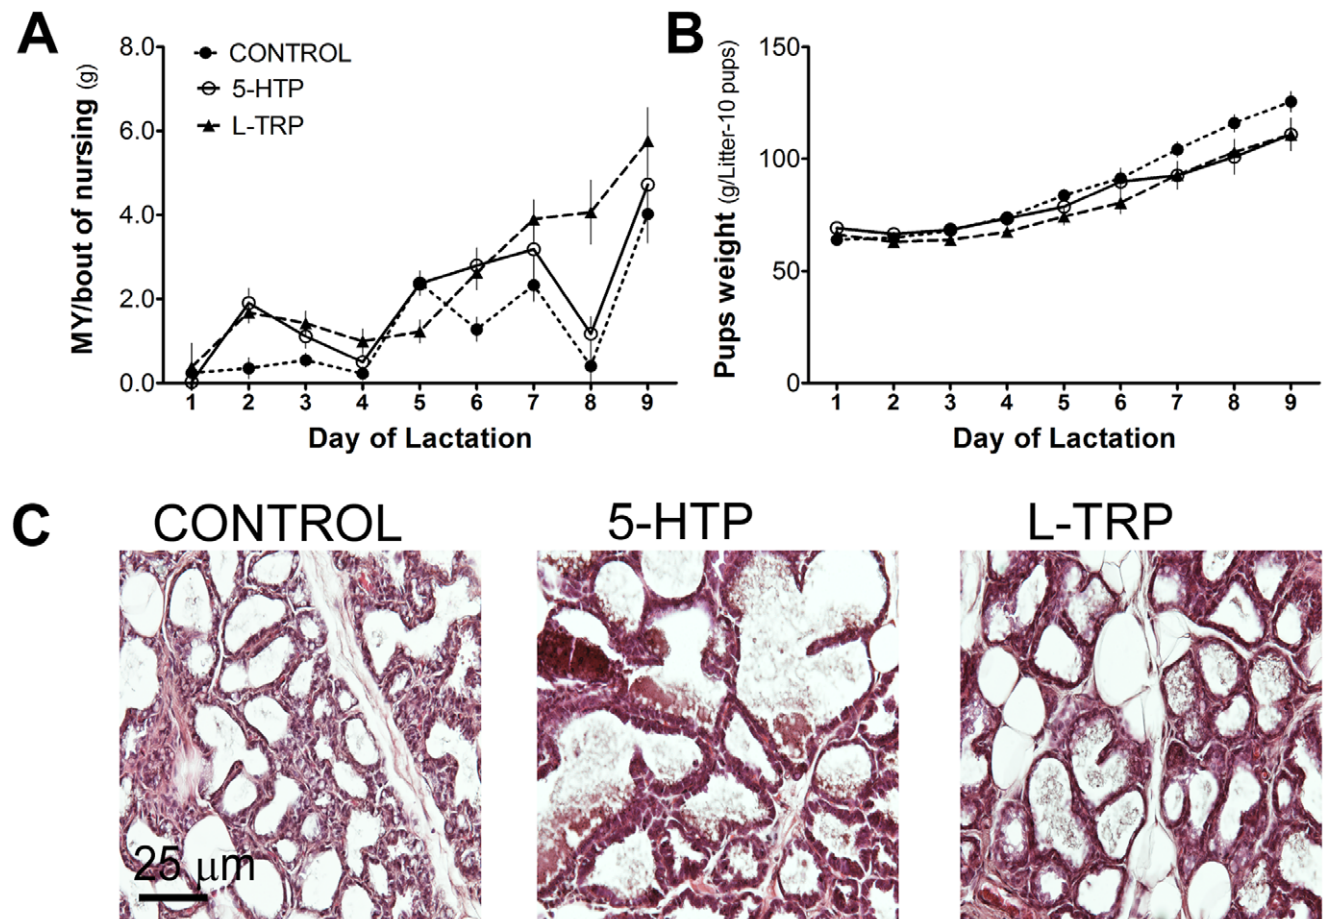 A
MY/bout of nursing (g)
8.0
6.0
4.0
2.0
0.0
CONTROL
5-HTP
L-TRP
1 2 3 4 5 6 7 8 9
Day of Lactation
B
Pups weight (g/Litter-10 pups)
150
100
50
0
1 2 3 4 5 6 7 8 9
Day of Lactation
C
CONTROL
5-HTP
L-TRP
25 μm